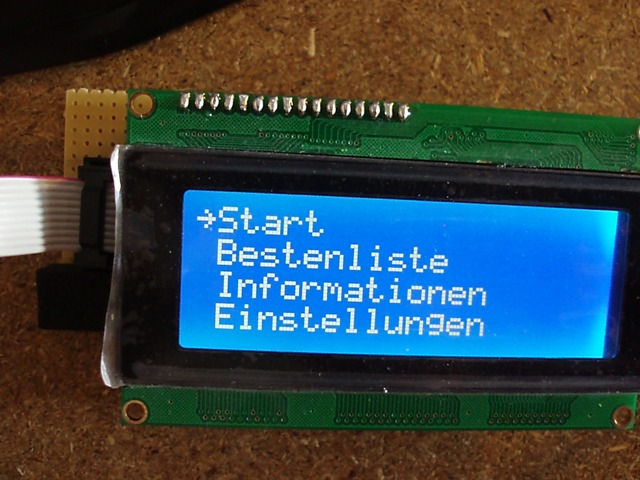 →Start
Bestenliste
Informationen
Einstellungen